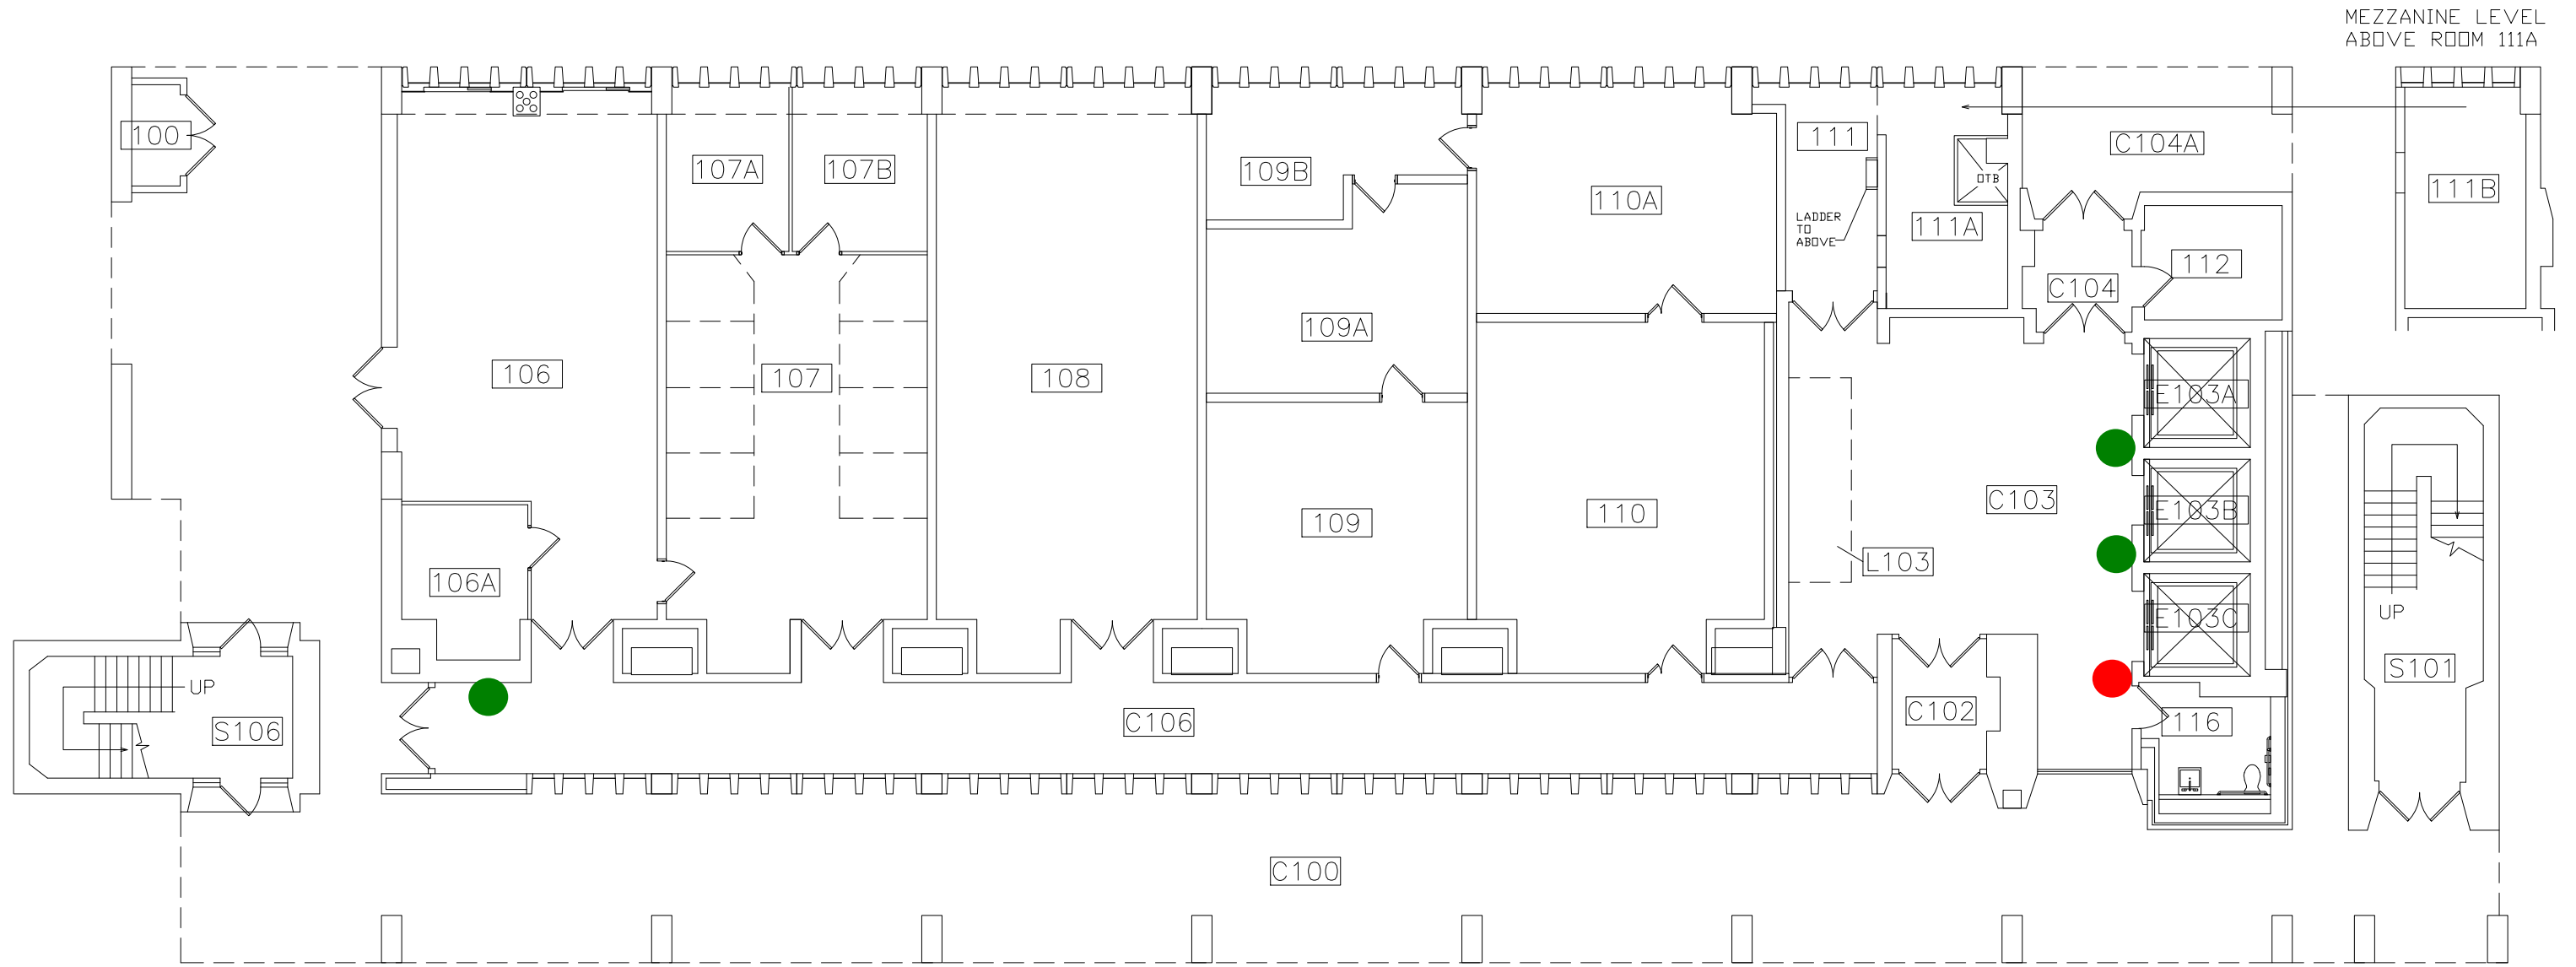 MEZZANINE LEVEL
ABOVE ROOM 111A
100
107A
107B
109B
110A
111
C104A
OTB
111B
LADDER
TO
ABOVE
111A
112
C104
109A
106
107
108
E103A
C103
E103B
109
110
L103
106A
E103C
UP
S101
UP
S106
C106
C102
116
C100